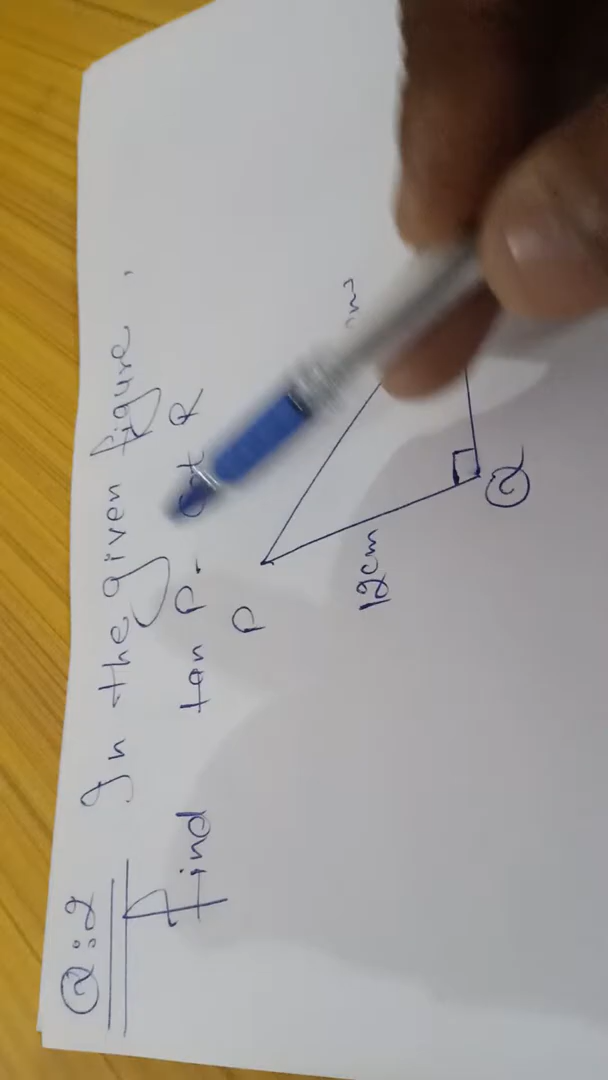 Q:2 In the given figure,
Find tan P - Cot R
P
12cm
Q